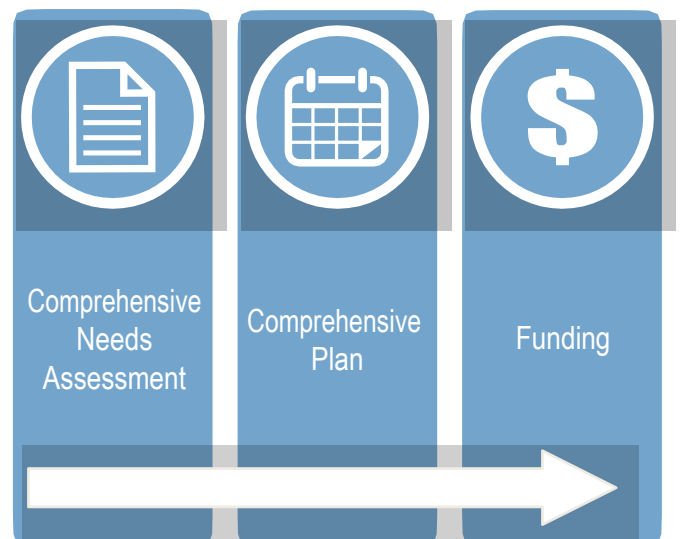 Comprehensive
Needs
Assessment
Comprehensive
Plan
Funding